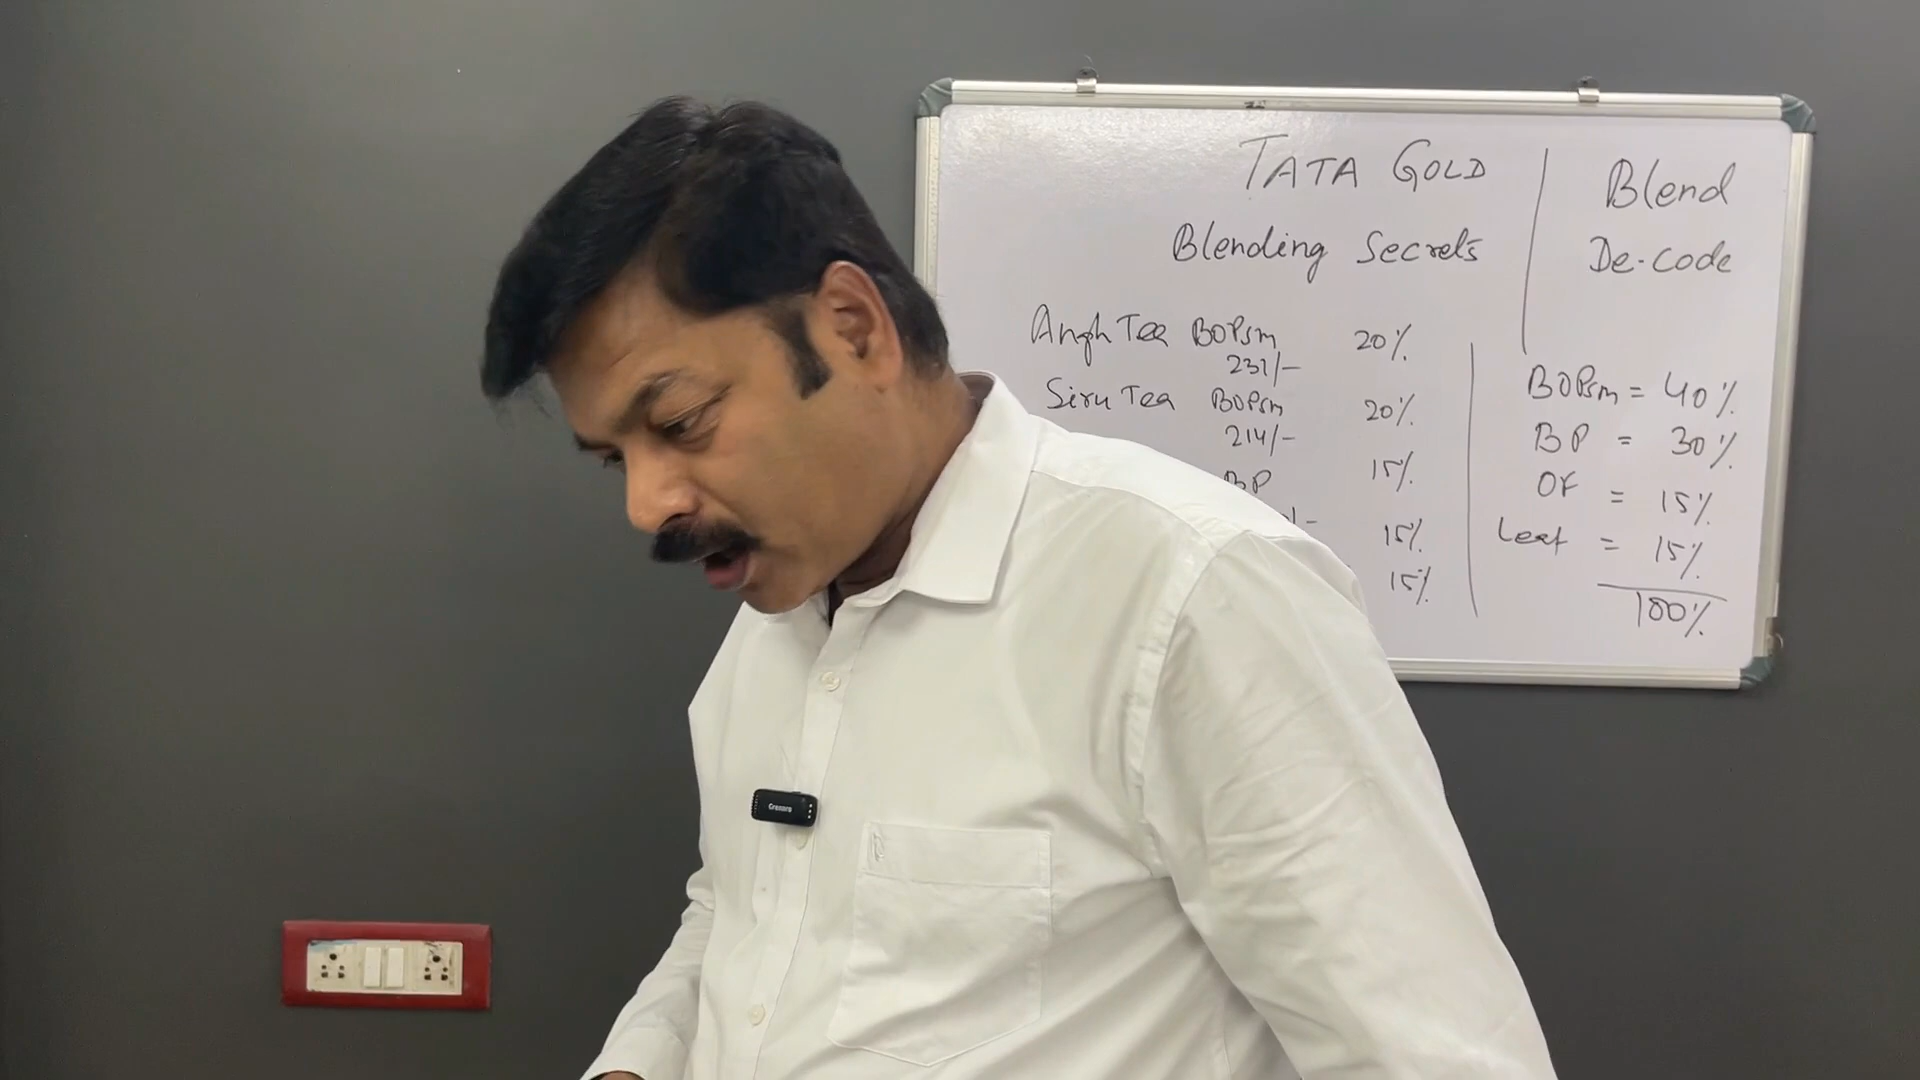 TATA GOLD
Blending Secrets
Angh Tea BOPsm 20%
231/-
Siru Tea BOPsm 20%
214/-
BP 15%
15%
15%
Blend
De-code
BOPsm = 40%
BP = 30%
OF = 15%
Leaf = 15%
100%